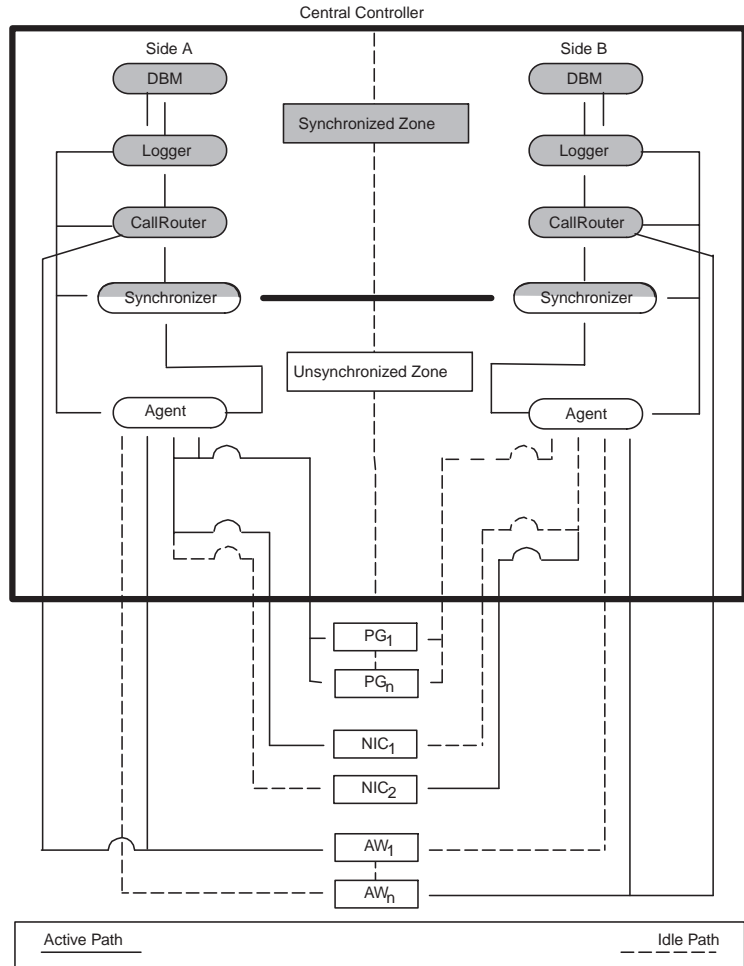 Central Controller
Side A
Side B
DBM
DBM
Synchronized Zone
Logger
Logger
CallRouter
CallRouter
Synchronizer
Synchronizer
Unsynchronized Zone
Agent
Agent
PG1
PGn
NIC1
NIC2
AW1
AWn
Active Path
Idle Path